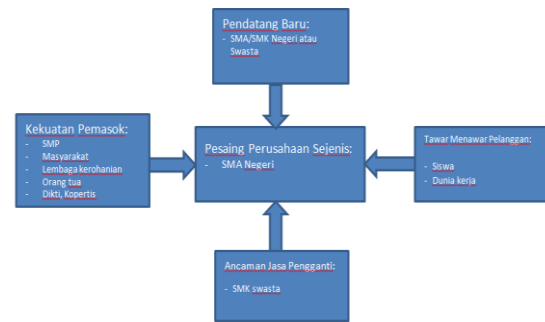 Pendatang Baru:
- SMA/SMK Negeri atau
Swasta
Kekuatan Pemasok:
- SMP
- Masyarakat
- Lembaga kerohanian
- Orang tua
- Dikti, Kopertis
Pesaing Perusahaan Sejenis:
- SMA Negeri
Tawar Menawar Pelanggan:
- Siswa
- Dunia kerja
Ancaman Jasa Pengganti:
- SMK swasta